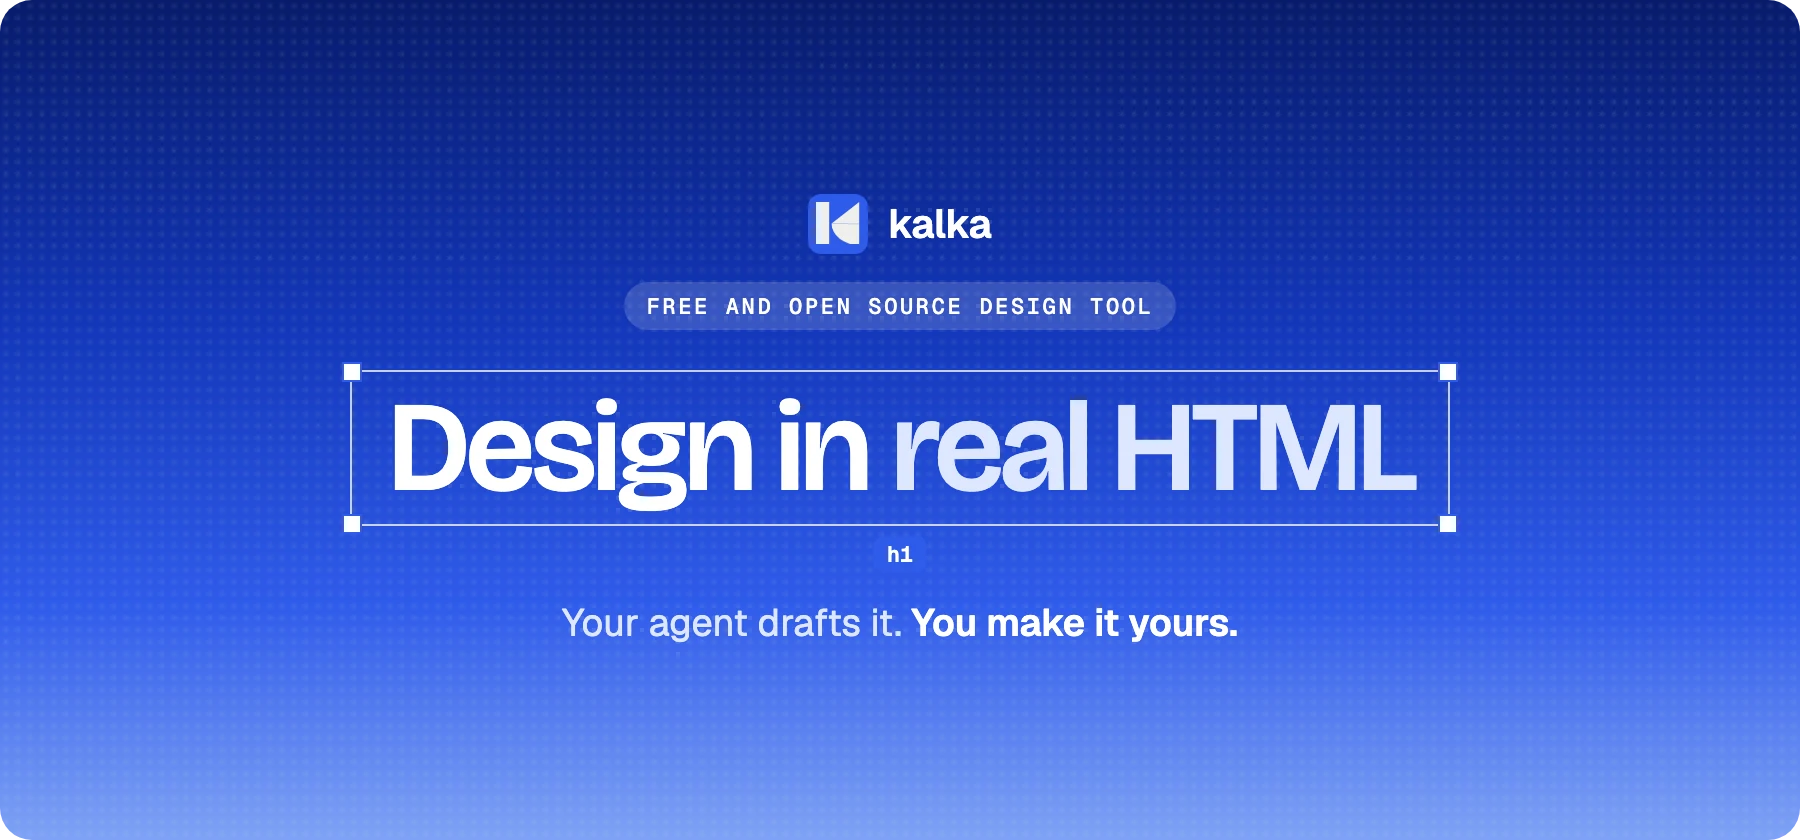 kalka
FREE AND OPEN SOURCE DESIGN TOOL
Design in real HTML
h1
Your agent drafts it. You make it yours.